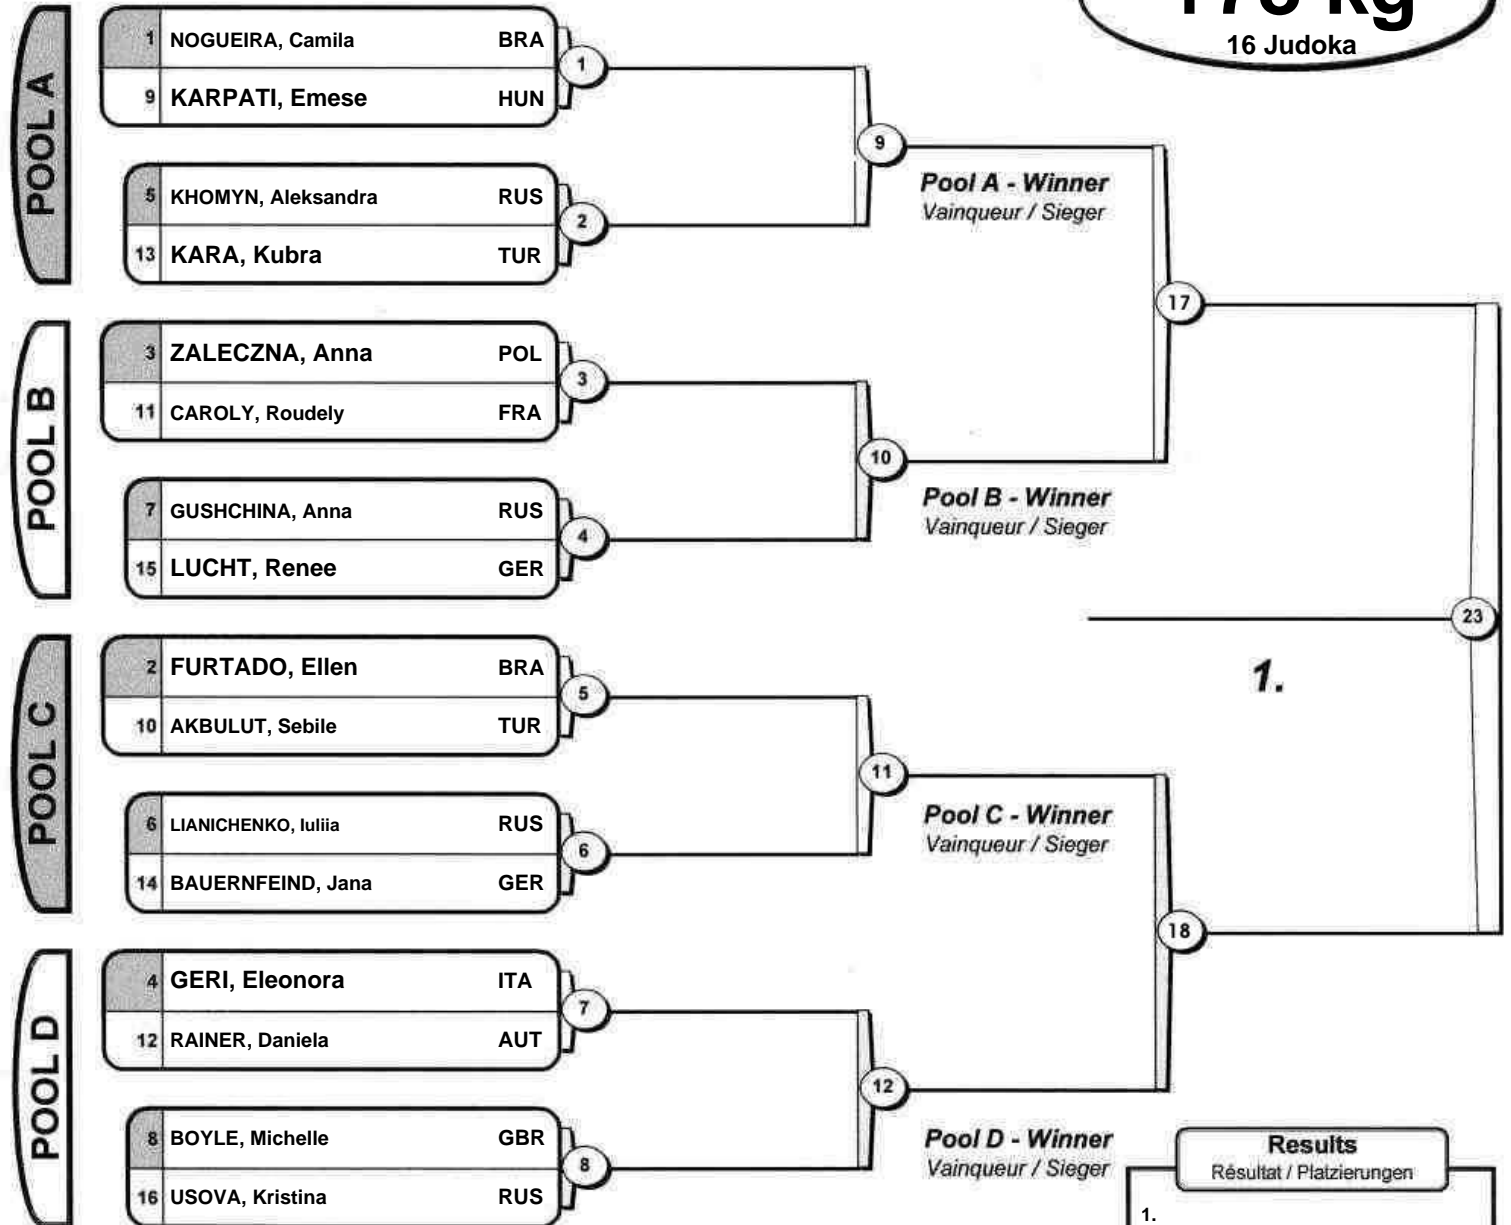 kg
16 Judoka
POOL A
1 NOGUEIRA, Camila BRA
9 KARPATI, Emese HUN
1
5 KHOMYN, Aleksandra RUS
13 KARA, Kubra TUR
2
9
Pool A - Winner
Vainqueur / Sieger
17
POOL B
3 ZALECZNA, Anna POL
11 CAROLY, Roudely FRA
3
7 GUSHCHINA, Anna RUS
15 LUCHT, Renee GER
4
10
Pool B - Winner
Vainqueur / Sieger
23
1.
POOL C
2 FURTADO, Ellen BRA
10 AKBULUT, Sebile TUR
5
6 LIANICHENKO, Iuliia RUS
14 BAUERNFEIND, Jana GER
6
11
Pool C - Winner
Vainqueur / Sieger
18
POOL D
4 GERI, Eleonora ITA
12 RAINER, Daniela AUT
7
8 BOYLE, Michelle GBR
16 USOVA, Kristina RUS
8
12
Pool D - Winner
Vainqueur / Sieger
Results
Résultat / Platzierungen
1.